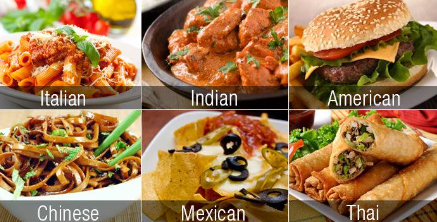 Italian
Indian
American
Chinese
Mexican
Thai